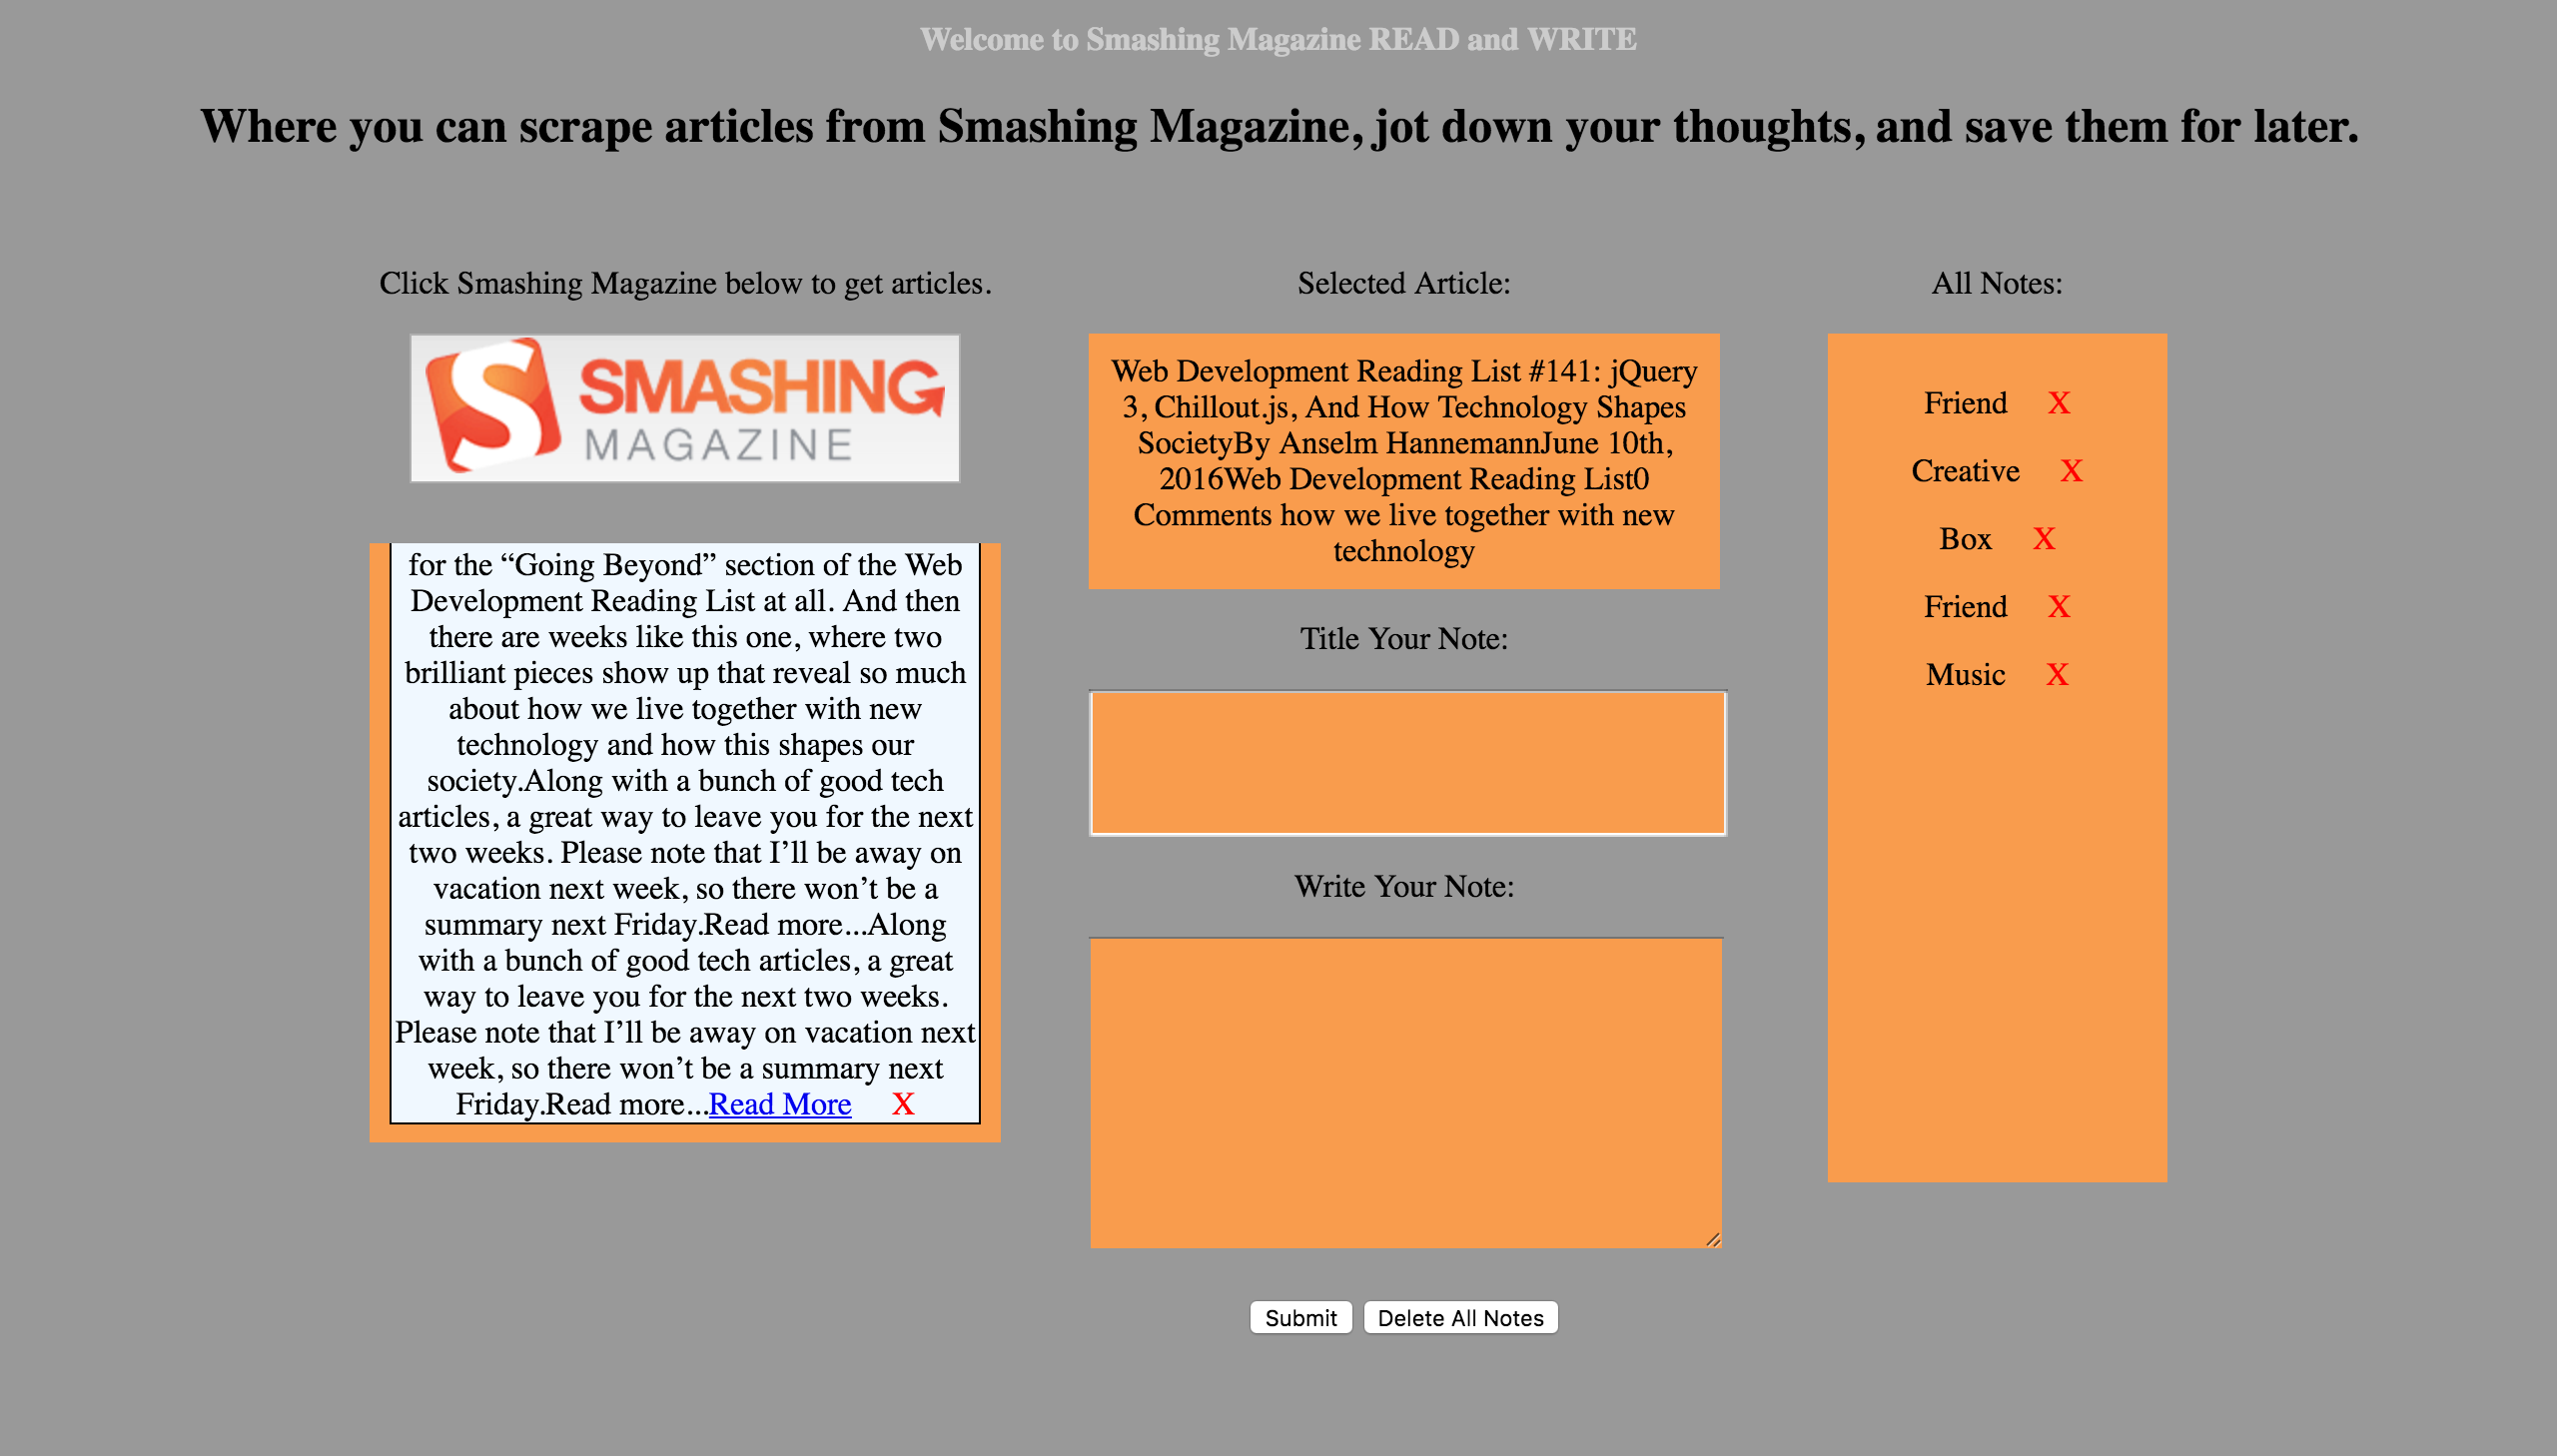 Welcome to Smashing Magazine READ and WRITE
Where you can scrape articles from Smashing Magazine, jot down your thoughts, and save them for later.
Click Smashing Magazine below to get articles.
S SMASHING
MAGAZINE
for the “Going Beyond” section of the Web
Development Reading List at all. And then
there are weeks like this one, where two
brilliant pieces show up that reveal so much
about how we live together with new
technology and how this shapes our
society.Along with a bunch of good tech
articles, a great way to leave you for the next
two weeks. Please note that I’ll be away on
vacation next week, so there won’t be a
summary next Friday.Read more...Along
with a bunch of good tech articles, a great
way to leave you for the next two weeks.
Please note that I’ll be away on vacation next
week, so there won’t be a summary next
Friday.Read more...Read More X
Selected Article:
Web Development Reading List #141: jQuery
3, Chillout.js, And How Technology Shapes
SocietyBy Anselm HannemannJune 10th,
2016Web Development Reading List0
Comments how we live together with new
technology
Title Your Note:
Write Your Note:
Submit Delete All Notes
All Notes:
Friend X
Creative X
Box X
Friend X
Music X